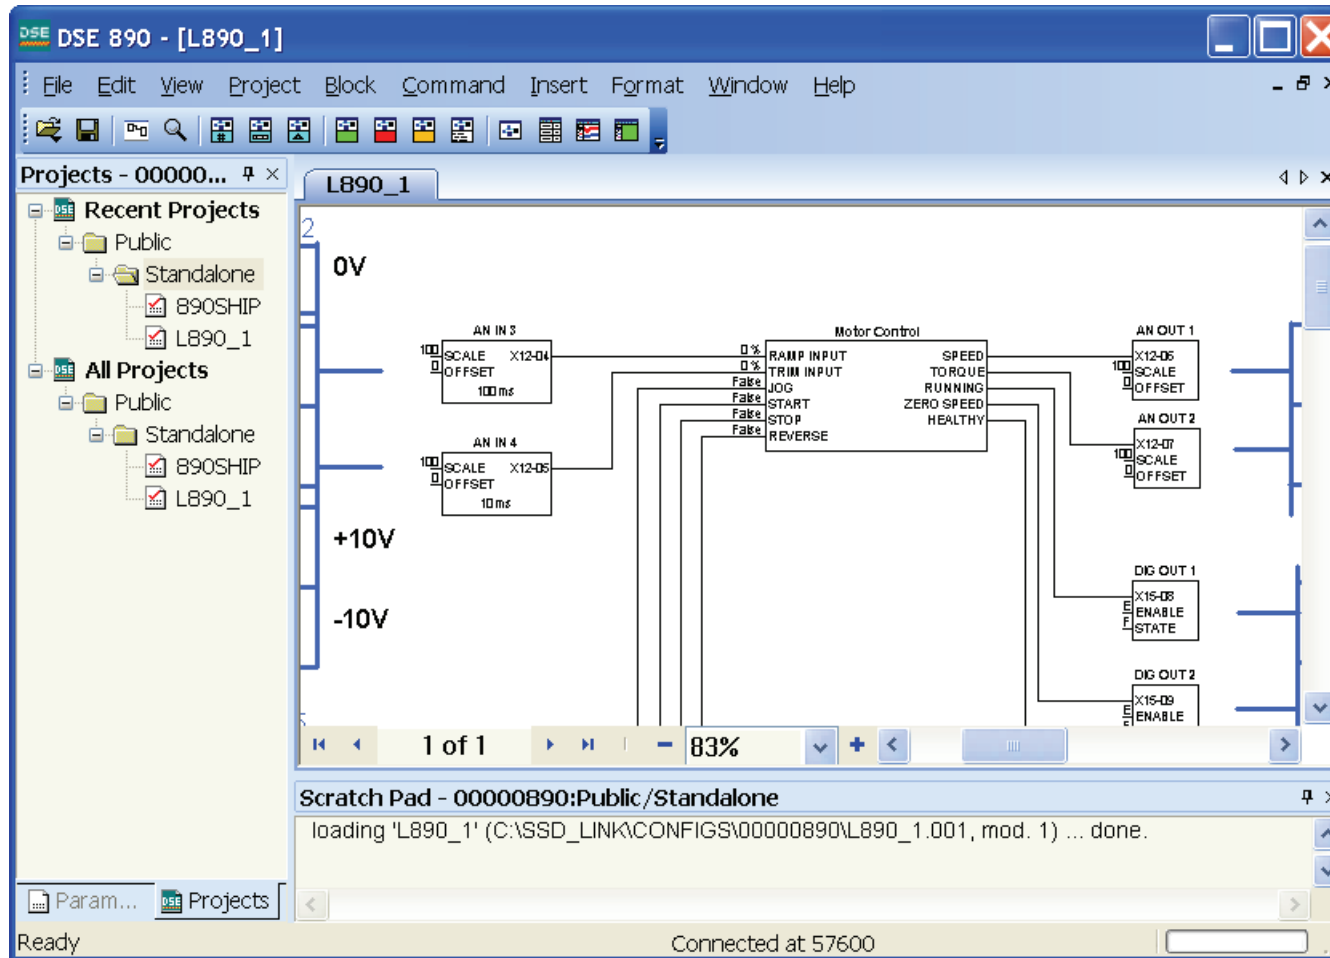 DSE DSE 890 - [L890_1]
File Edit View Project Block Command Insert Format Window Help
Projects - 00000...
L890_1
DSE Recent Projects
Public
Standalone
890SHIP
L890_1
DSE All Projects
Public
Standalone
890SHIP
L890_1
2
0V
+10V
-10V
AN IN 3
100 SCALE X12-04
0 OFFSET
100 ms
AN IN 4
100 SCALE X12-05
0 OFFSET
10 ms
Motor Control
0 % RAMP INPUT SPEED
0 % TRIM INPUT TORQUE
False JOG RUNNING
False START ZERO SPEED
False STOP HEALTHY
False REVERSE
AN OUT 1
X12-06
100 SCALE
0 OFFSET
AN OUT 2
X12-07
100 SCALE
0 OFFSET
DIG OUT 1
X15-08
E ENABLE
F STATE
DIG OUT 2
X15-09
E ENABLE
1 of 1 83%
Scratch Pad - 00000890:Public/Standalone
loading 'L890_1' (C:\SSD_LINK\CONFIGS\00000890\L890_1.001, mod. 1) ... done.
Param... DSE Projects
Ready Connected at 57600